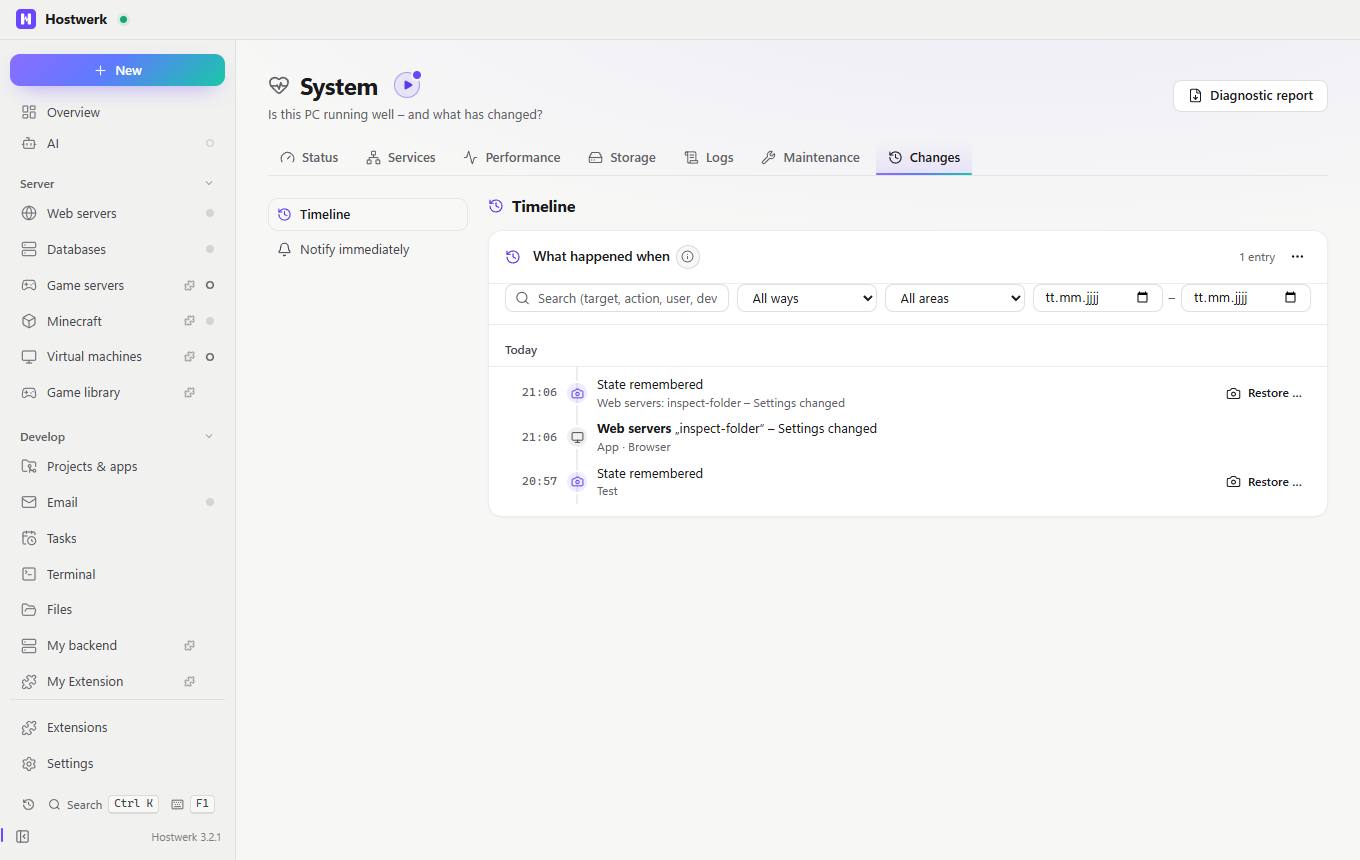 Hostwerk
New
Overview
AI
Server
Web servers
Databases
Game servers
Minecraft
Virtual machines
Game library
Develop
Projects & apps
Email
Tasks
Terminal
Files
My backend
My Extension
Extensions
Settings
Search Ctrl K F1
Hostwerk 3.2.1
System
Is this PC running well – and what has changed?
Diagnostic report
Status Services Performance Storage Logs Maintenance Changes
Timeline
Notify immediately
Timeline
What happened when
1 entry
Search (target, action, user, dev All ways All areas tt.mm.jjjj – tt.mm.jjjj
Today
21:06 State remembered
Web servers: inspect-folder – Settings changed
Restore ...
21:06 Web servers „inspect-folder“ – Settings changed
App · Browser
20:57 State remembered
Test
Restore ...